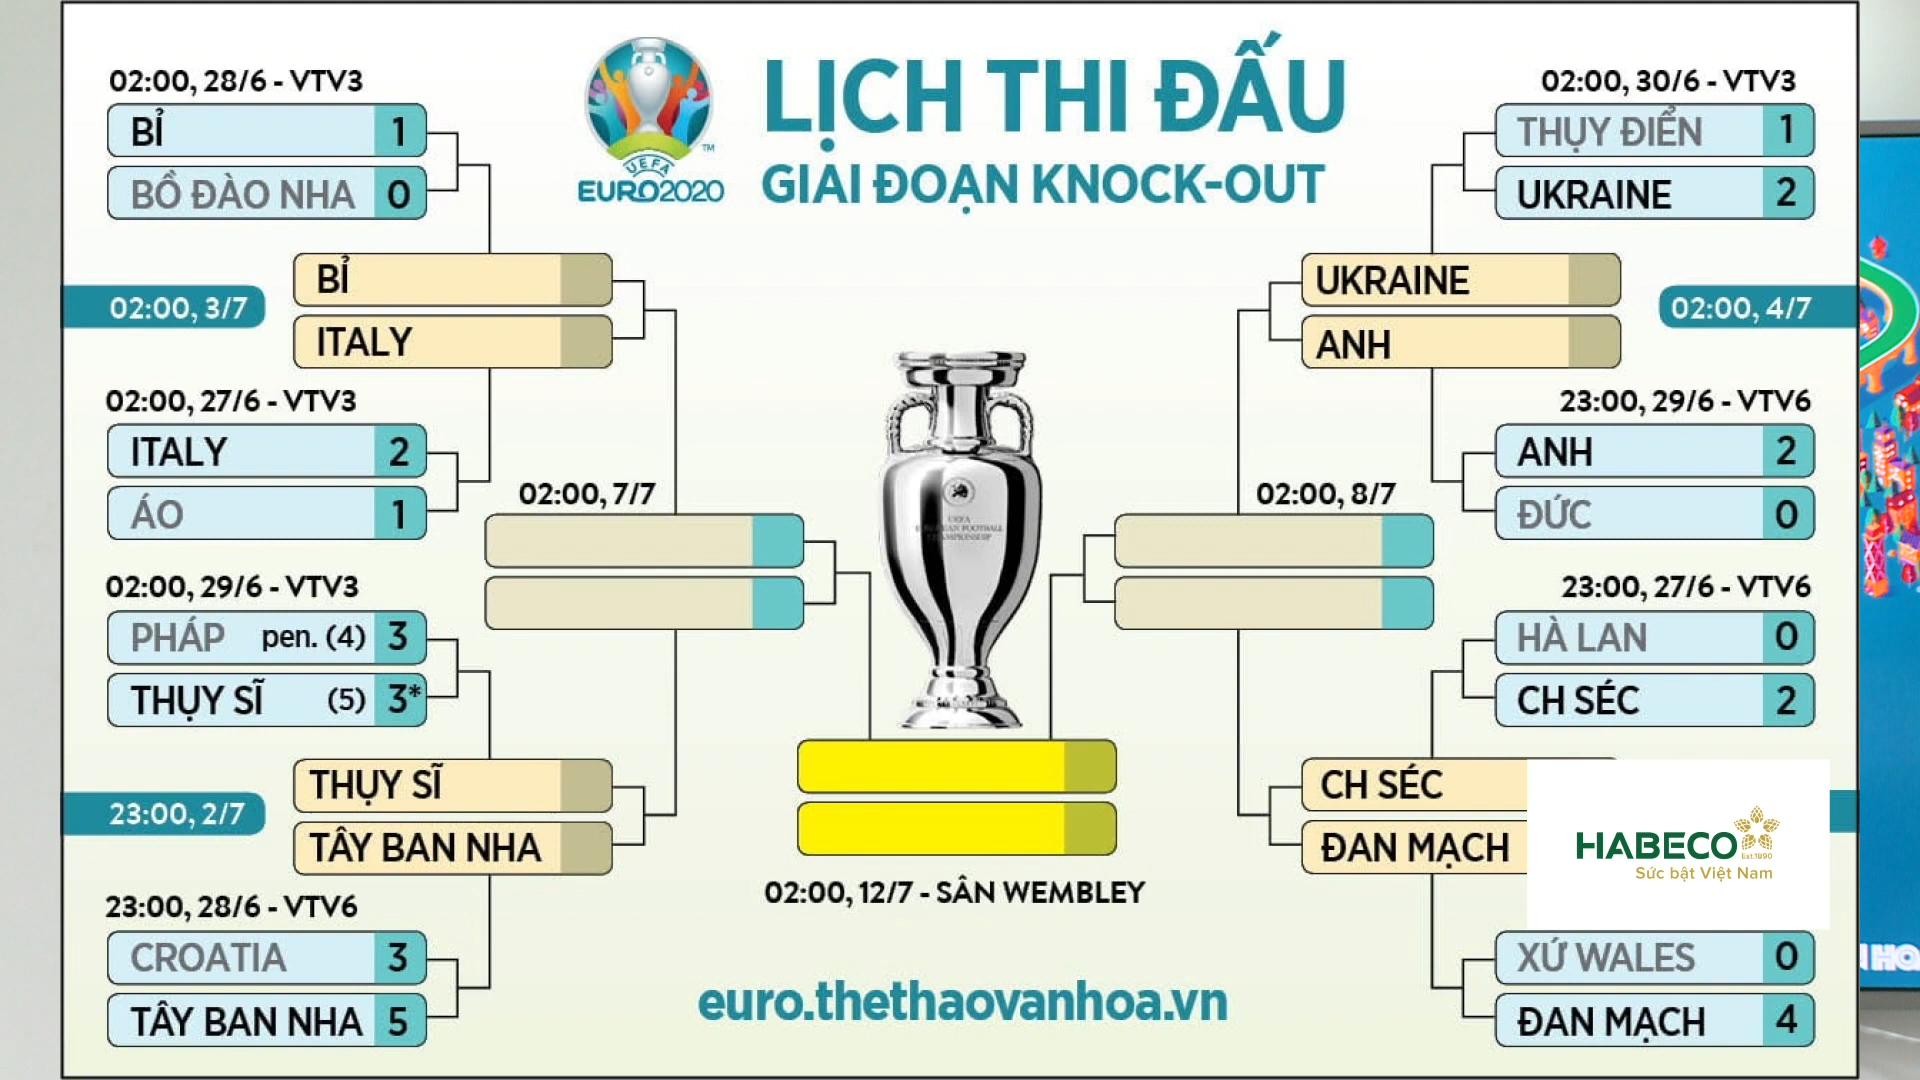 LỊCH THI ĐẤU
GIAI ĐOẠN KNOCK-OUT
UEFA
EURO2020
TM
02:00, 28/6 - VTV3
BỈ 1
BỒ ĐÀO NHA 0
02:00, 3/7
BỈ
ITALY
02:00, 27/6 - VTV3
ITALY 2
ÁO 1
02:00, 7/7
02:00, 29/6 - VTV3
PHÁP pen. (4) 3
THỤY SĨ (5) 3*
23:00, 2/7
THỤY SĨ
TÂY BAN NHA
23:00, 28/6 - VTV6
CROATIA 3
TÂY BAN NHA 5
UEFA
EUROPEAN FOOTBALL
CHAMPIONSHIP
02:00, 12/7 - SÂN WEMBLEY
euro.thethaovanhoa.vn
02:00, 30/6 - VTV3
THỤY ĐIỂN 1
UKRAINE 2
UKRAINE
ANH
02:00, 4/7
23:00, 29/6 - VTV6
ANH 2
ĐỨC 0
02:00, 8/7
23:00, 27/6 - VTV6
HÀ LAN 0
CH SÉC 2
CH SÉC
ĐAN MẠCH
HABECO
Est.1890
Sức bật Việt Nam
XỨ WALES 0
ĐAN MẠCH 4